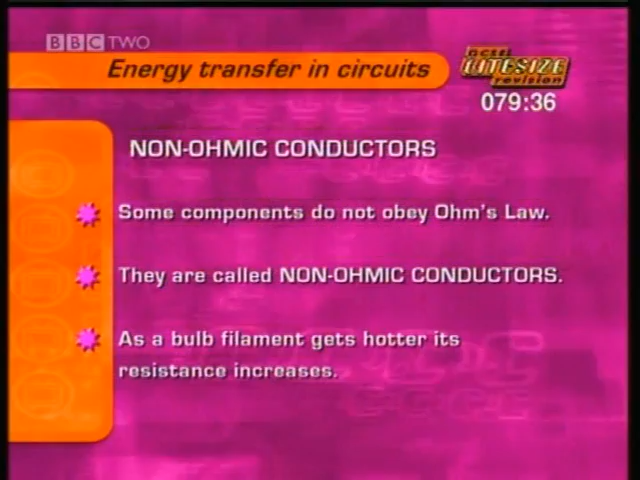 BBC TWO
Energy transfer in circuits
GCSE
BITESIZE
revision
079:36
NON-OHMIC CONDUCTORS
Some components do not obey Ohm's Law.
They are called NON-OHMIC CONDUCTORS.
As a bulb filament gets hotter its
resistance increases.